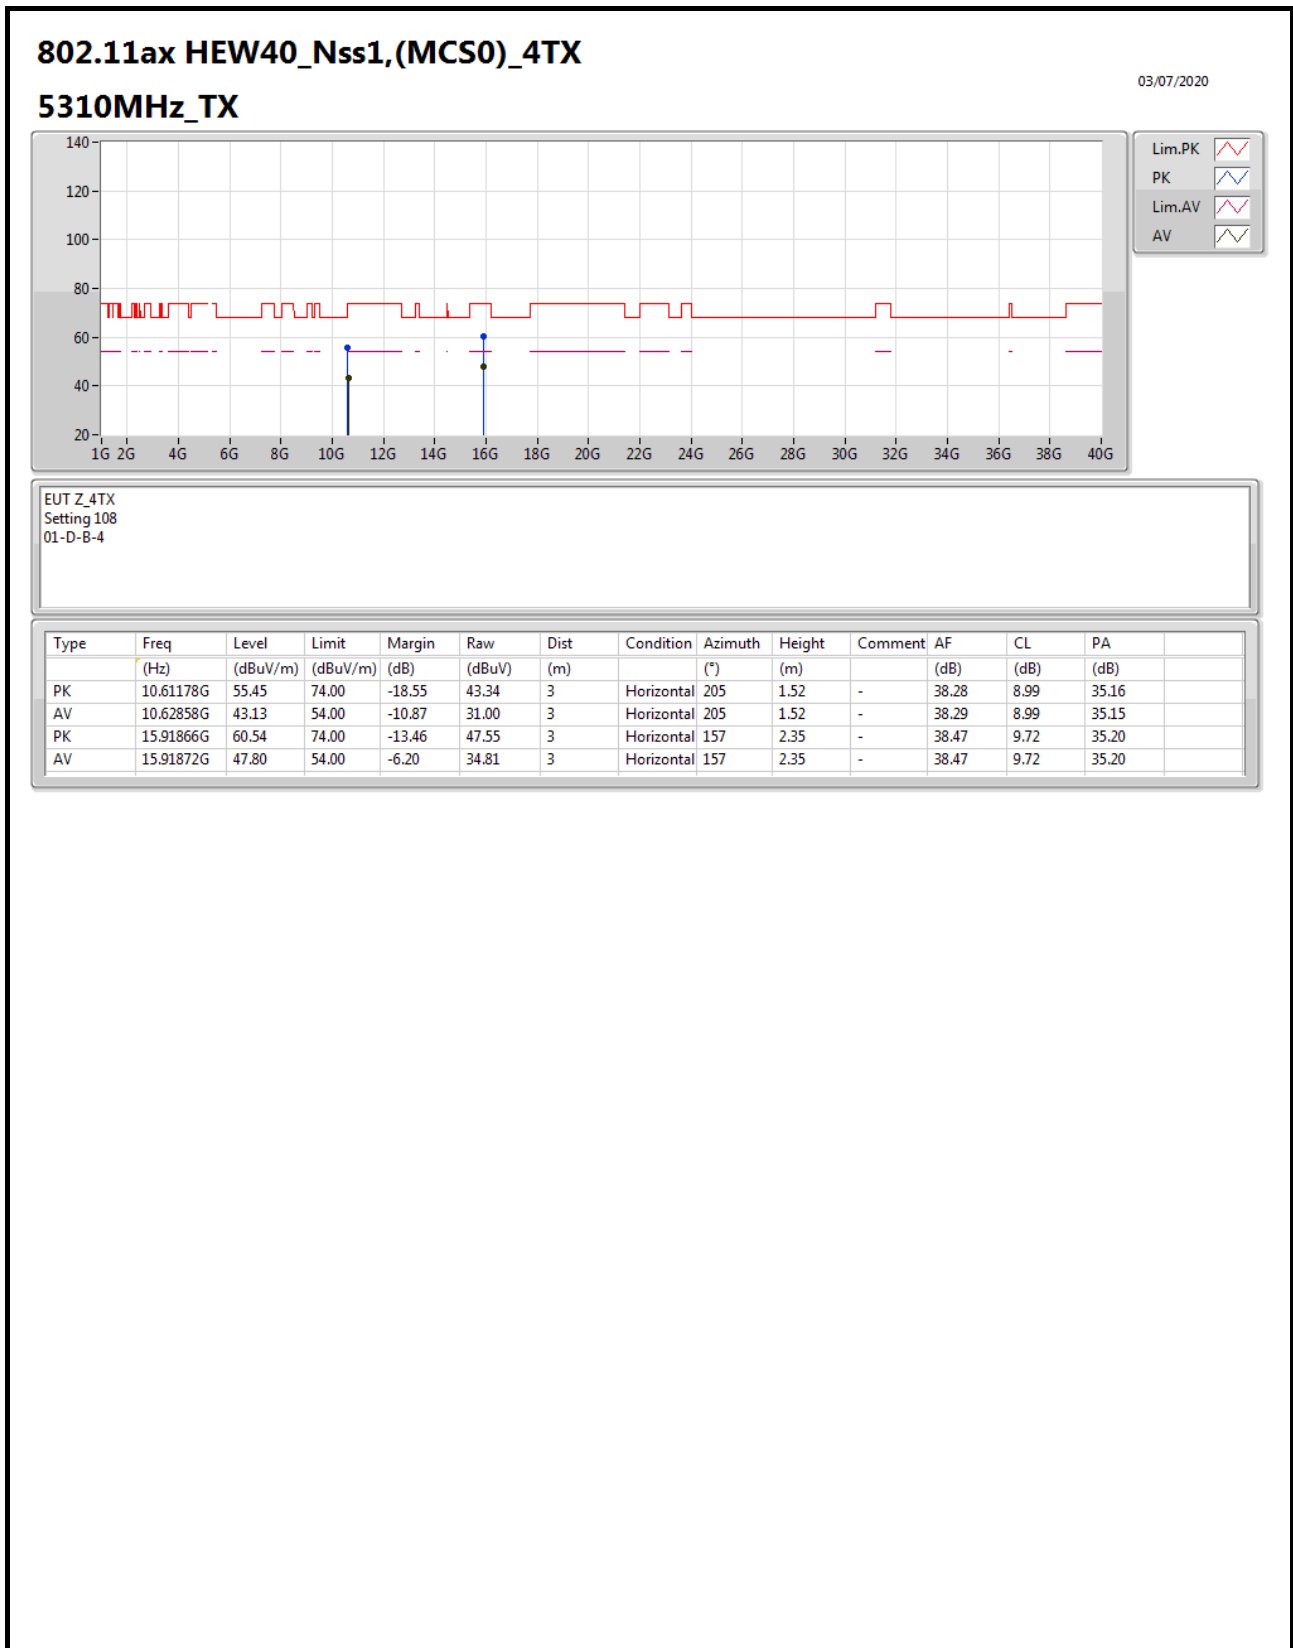 802.11ax HEW40_Nss1,(MCS0)_4TX
03/07/2020
5310MHz_TX
140
120
100
80
60
40
20
1G 2G 4G 6G 8G 10G 12G 14G 16G 18G 20G 22G 24G 26G 28G 30G 32G 34G 36G 38G 40G
Lim.PK
PK
Lim.AV
AV
EUT Z_4TX
Setting 108
01-D-B-4
Type Freq Level Limit Margin Raw Dist Condition Azimuth Height Comment AF CL PA
(Hz) (dBuV/m) (dBuV/m) (dB) (dBuV) (m) (°) (m) (dB) (dB) (dB)
PK 10.61178G 55.45 74.00 -18.55 43.34 3 Horizontal 205 1.52 - 38.28 8.99 35.16
AV 10.62858G 43.13 54.00 -10.87 31.00 3 Horizontal 205 1.52 - 38.29 8.99 35.15
PK 15.91866G 60.54 74.00 -13.46 47.55 3 Horizontal 157 2.35 - 38.47 9.72 35.20
AV 15.91872G 47.80 54.00 -6.20 34.81 3 Horizontal 157 2.35 - 38.47 9.72 35.20